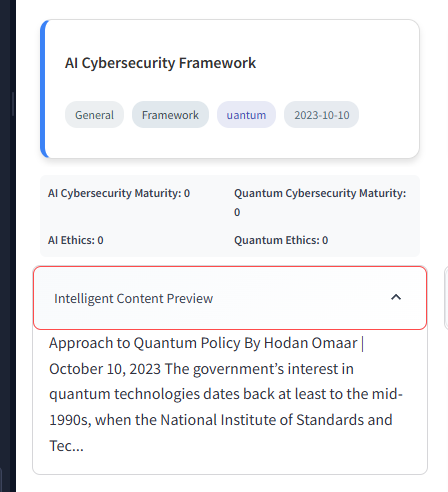 AI Cybersecurity Framework
General Framework uantum 2023-10-10
AI Cybersecurity Maturity: 0
Quantum Cybersecurity Maturity:
0
AI Ethics: 0
Quantum Ethics: 0
Intelligent Content Preview
Approach to Quantum Policy By Hodan Omaar |
October 10, 2023 The government’s interest in
quantum technologies dates back at least to the mid-
1990s, when the National Institute of Standards and
Tec...